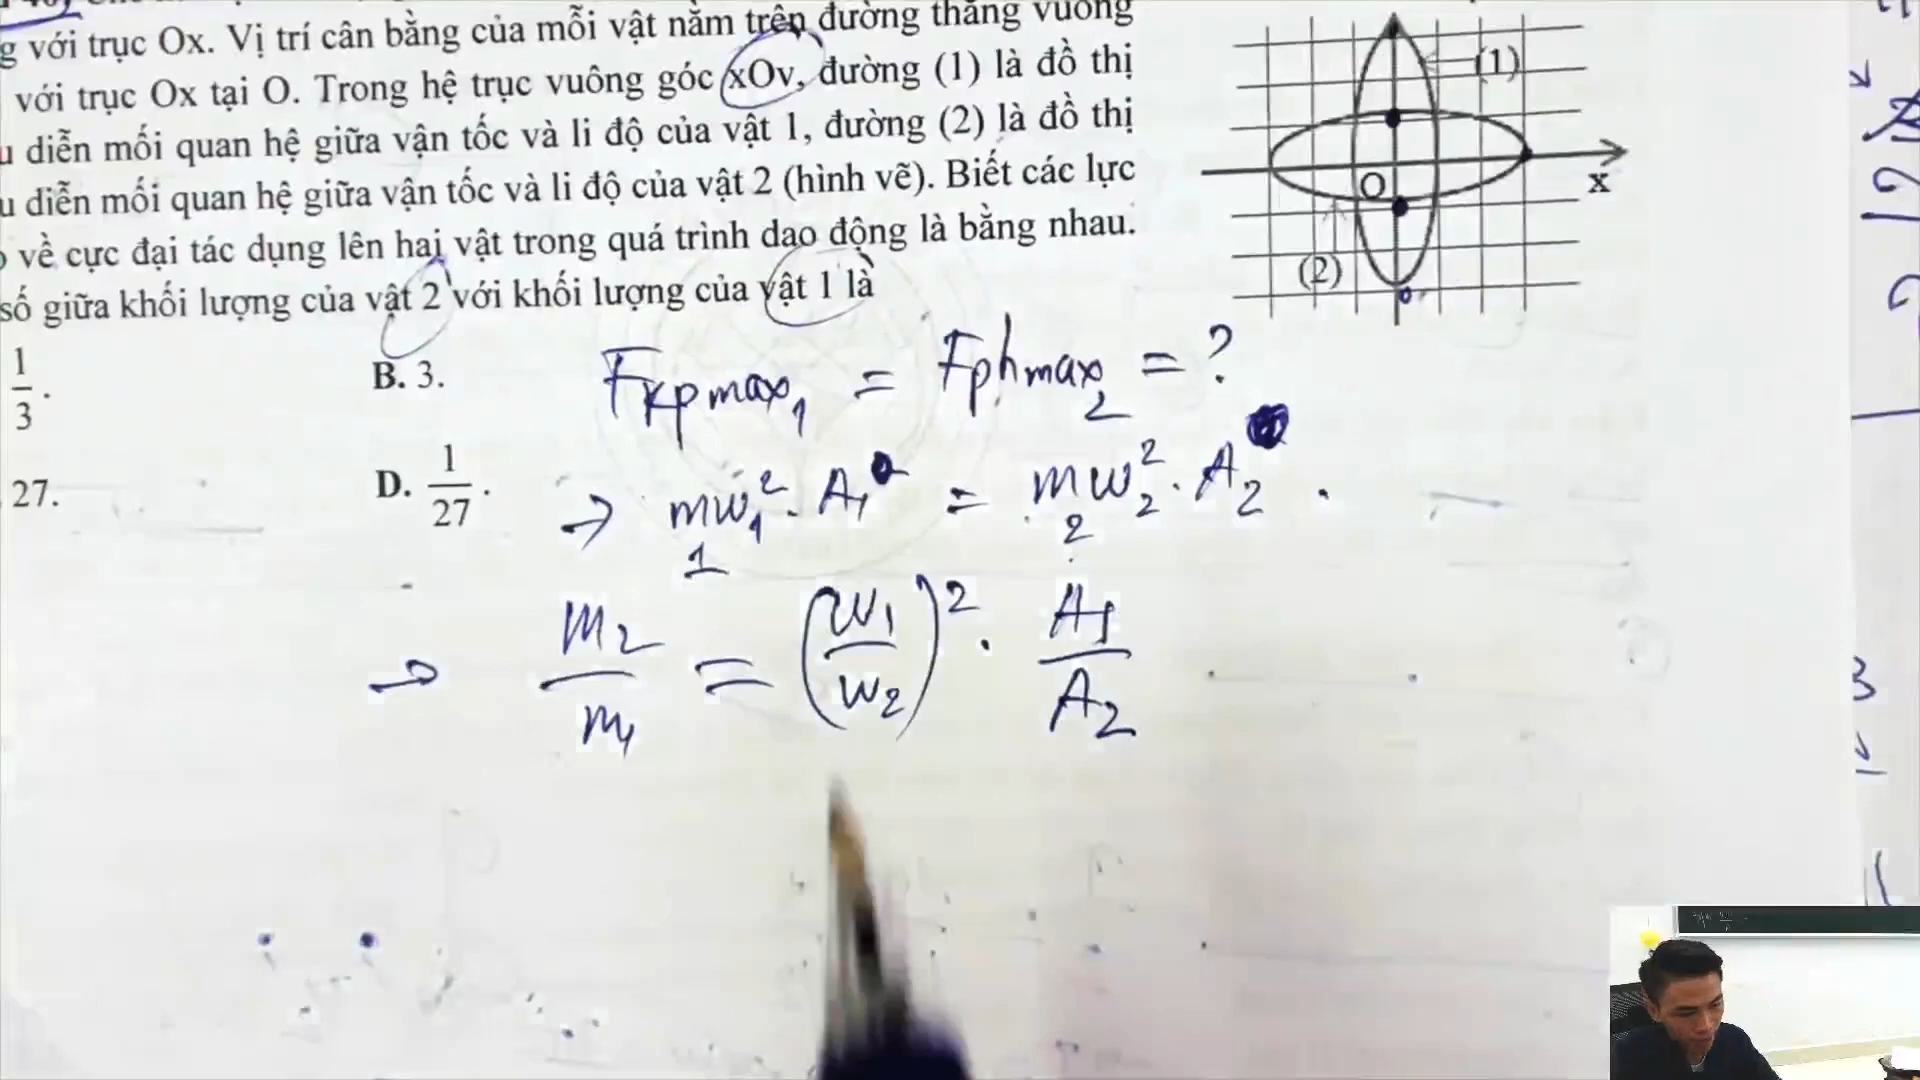 với trục Ox. Vị trí cân bằng của mỗi vật nằm trên đường thẳng vuông
với trục Ox tại O. Trong hệ trục vuông góc xOv, đường (1) là đồ thị
diễn mối quan hệ giữa vận tốc và li độ của vật 1, đường (2) là đồ thị
diễn mối quan hệ giữa vận tốc và li độ của vật 2 (hình vẽ). Biết các lực
về cực đại tác dụng lên hai vật trong quá trình dao động là bằng nhau.
số giữa khối lượng của vật 2 với khối lượng của vật 1 là
(1)
O
x
(2)
1/3.
B. 3.
27.
D. 1/27.
Fkpmax₁ = Fphmax₂ = ?
→ m₁w₁². A₁ = m₂w₂². A₂.
→ m₂/m₁ = (w₁/w₂)². A₁/A₂